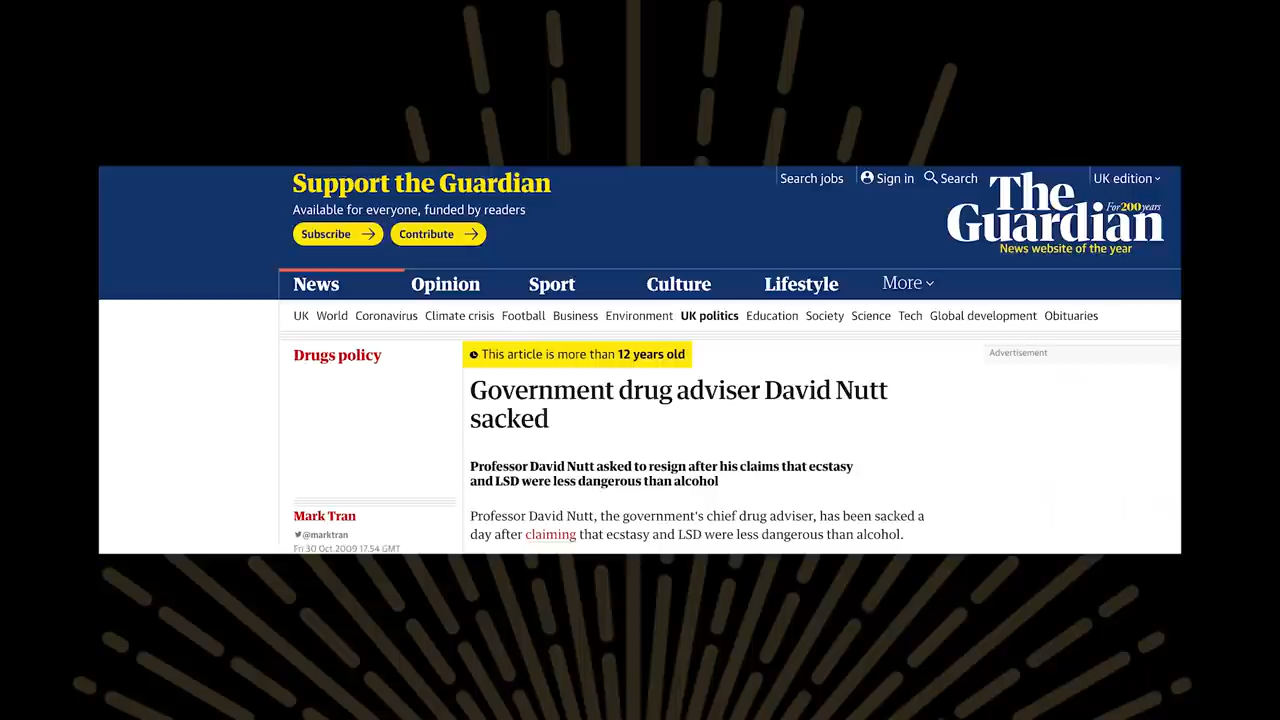 Support the Guardian
Available for everyone, funded by readers
Subscribe
Contribute
Search jobs
Sign in
Search
UK edition
The
Guardian
For 200 years
News website of the year
News Opinion Sport Culture Lifestyle More
UK World Coronavirus Climate crisis Football Business Environment UK politics Education Society Science Tech Global development Obituaries
Drugs policy
This article is more than 12 years old
Advertisement
Government drug adviser David Nutt
sacked
Professor David Nutt asked to resign after his claims that ecstasy
and LSD were less dangerous than alcohol
Mark Tran
@marktran
Fri 30 Oct 2009 17.54 GMT
Professor David Nutt, the government's chief drug adviser, has been sacked a
day after claiming that ecstasy and LSD were less dangerous than alcohol.